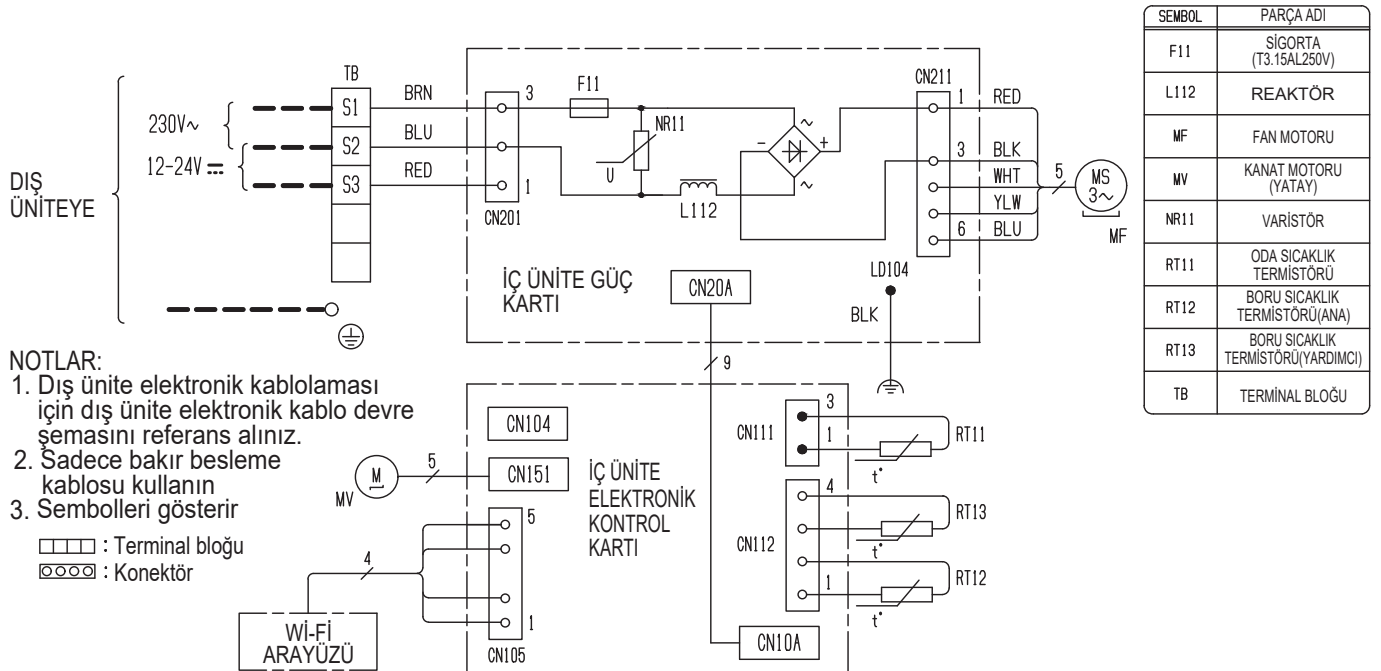 SEMBOL PARÇA ADI
F11 SİGORTA
(T3.15AL250V)
L112 REAKTÖR
MF FAN MOTORU
MV KANAT MOTORU
(YATAY)
NR11 VARİSTÖR
RT11 ODA SICAKLIK
TERMİSTÖRÜ
RT12 BORU SICAKLIK
TERMİSTÖRÜ(ANA)
RT13 BORU SICAKLIK
TERMİSTÖRÜ(YARDIMCI)
TB TERMİNAL BLOĞU
DIŞ
ÜNİTEYE
230V~
12-24V ⎓
TB
S1
S2
S3
BRN
BLU
RED
3
1
CN201
F11
NR11
U
L112
~
-
+
~
CN211
1 RED
3 BLK
WHT
YLW
6 BLU
5
MS
3~
MF
İÇ ÜNİTE GÜÇ
KARTI
CN20A
LD104
BLK
9
NOTLAR:
1. Dış ünite elektronik kablolaması
için dış ünite elektronik kablo devre
şemasını referans alınız.
2. Sadece bakır besleme
kablosu kullanın
3. Sembolleri gösterir
: Terminal bloğu
: Konektör
CN104
M
MV
5
CN151
İÇ ÜNİTE
ELEKTRONİK
KONTROL
KARTI
5
1
CN105
4
Wİ-Fİ
ARAYÜZÜ
CN111
3
1
RT11
t°
CN112
4
1
RT13
t°
RT12
t°
CN10A